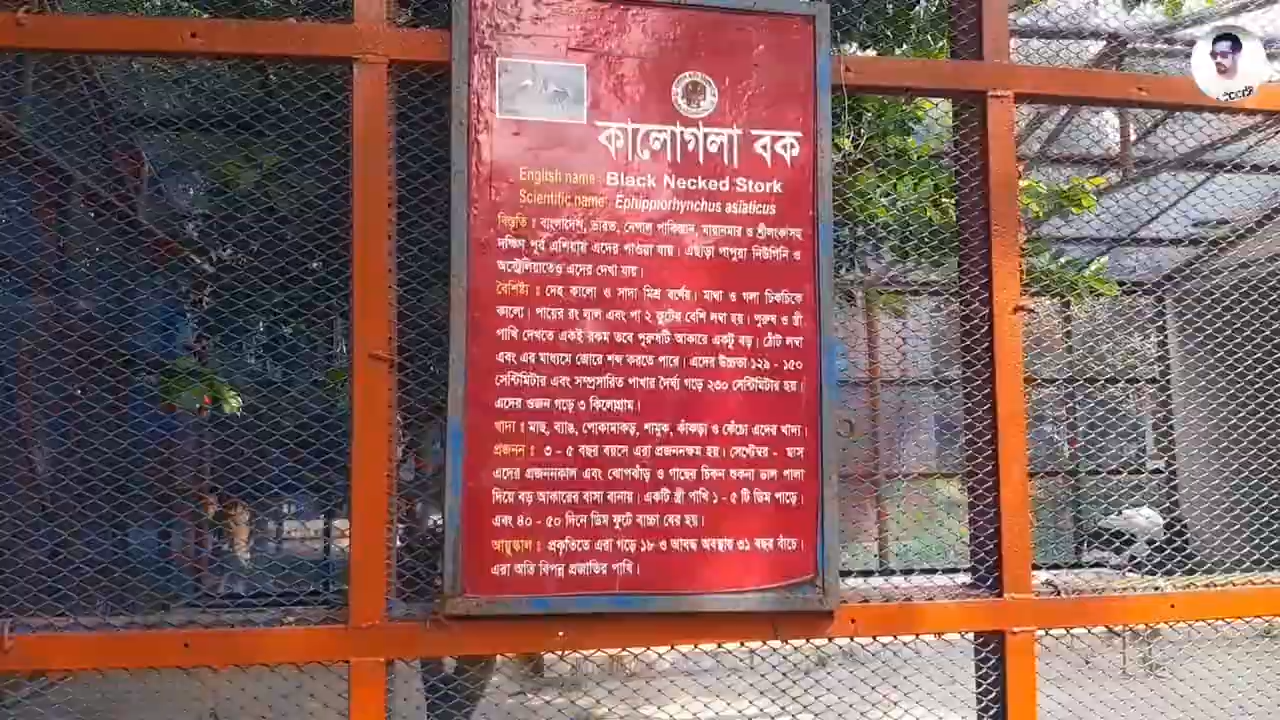 কালোগলা বক
English name : Black Necked Stork
Scientific name: Ephippiorhynchus asiaticus
বিস্তৃতি : বাংলাদেশ, ভারত, নেপাল পাকিস্তান, মায়ানমার ও শ্রীলংকাসহ
দক্ষিণ পূর্ব এশিয়ায় এদের পাওয়া যায়। এছাড়া পাপুয়া নিউগিনি ও
অস্ট্রেলিয়াতেও এদের দেখা যায়।
বৈশিষ্ট্য : দেহ কালো ও সাদা মিশ্র বর্ণের। মাথা ও গলা চিকচিকে
কালো। পায়ের রং লাল এবং পা ২ ফুটের বেশি লম্বা হয়। পুরুষ ও স্ত্রী
পাখি দেখতে একই রকম তবে পুরুষটি আকারে একটু বড়। ঠোঁট লম্বা
এবং এর মাধ্যমে জোরে শব্দ করতে পারে। এদের উচ্চতা ১২৯ - ১৫০
সেন্টিমিটার এবং সম্প্রসারিত পাখার দৈর্ঘ্য গড়ে ২৩০ সেন্টিমিটার হয়।
এদের ওজন গড়ে ৩ কিলোগ্রাম।
খাদ্য : মাছ, ব্যাঙ, পোকামাকড়, শামুক, কাঁকড়া ও কেঁচো এদের খাদ্য।
প্রজনন : ৩ - ৫ বছর বয়সে এরা প্রজননক্ষম হয়। সেপ্টেম্বর - মাস
এদের প্রজননকাল এবং ঝোপঝাঁড় ও গাছের চিকন শুকনা ডাল পালা
দিয়ে বড় আকারের বাসা বানায়। একটি স্ত্রী পাখি ১ - ৫ টি ডিম পাড়ে।
এবং ৪০ - ৫০ দিনে ডিম ফুটে বাচ্চা বের হয়।
আয়ুষ্কাল : প্রকৃতিতে এরা গড়ে ১৮ ও আবদ্ধ অবস্থায় ৩১ বছর বাঁচে।
এরা অতি বিপন্ন প্রজাতির পাখি।